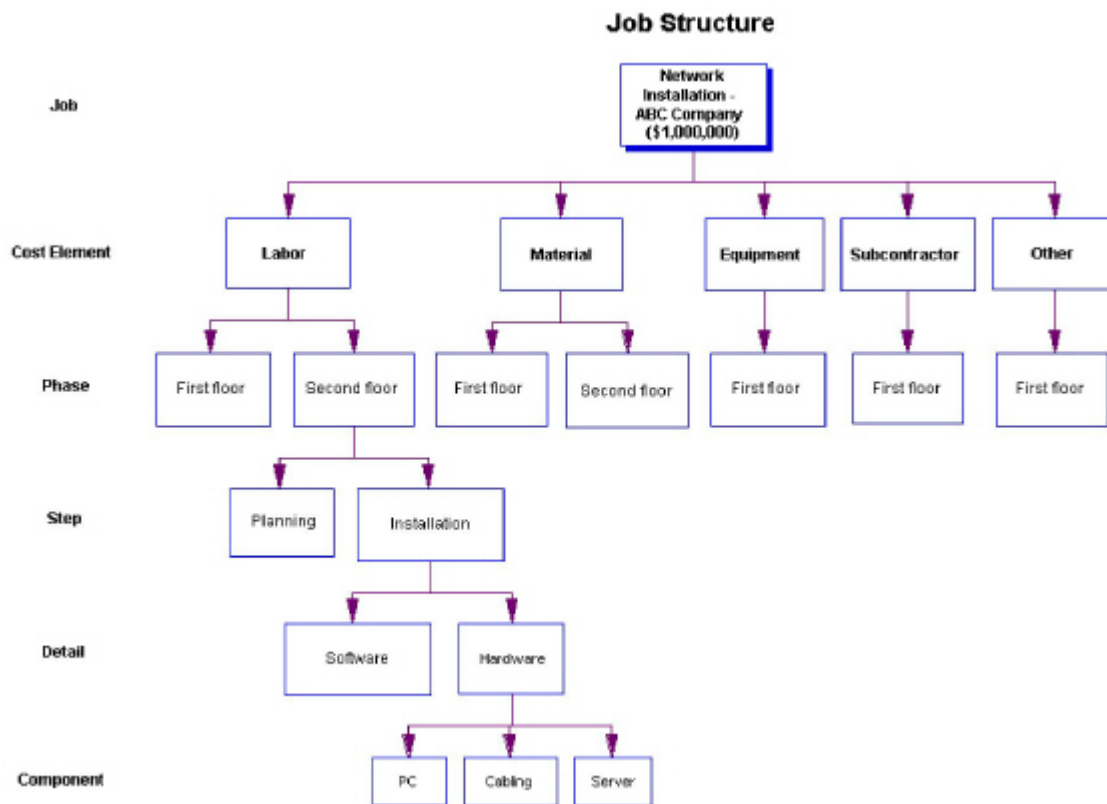 Job Structure
Job
Network
Installation -
ABC Company
($1,000,000)
Cost Element
Labor
Material
Equipment
Subcontractor
Other
Phase
First floor
Second floor
First floor
Second floor
First floor
First floor
First floor
Step
Planning
Installation
Detail
Software
Hardware
Component
PC
Cabling
Server